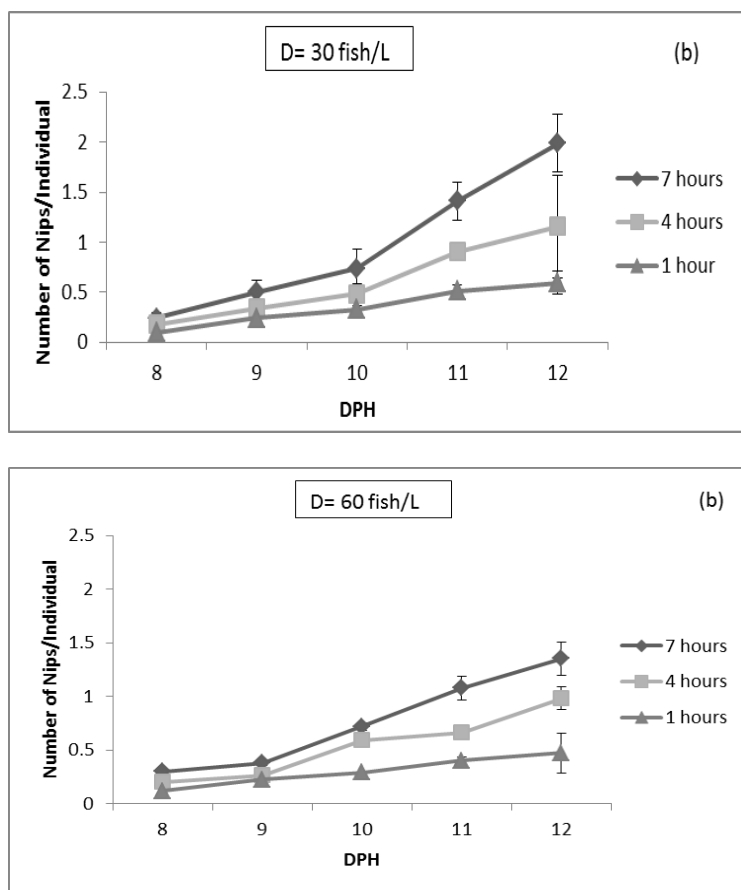 D= 30 fish/L
(b)
Number of Nips/Individual
2.5
2
1.5
1
0.5
0
8 9 10 11 12
DPH
7 hours
4 hours
1 hour
D= 60 fish/L
(b)
Number of Nips/Individual
2.5
2
1.5
1
0.5
0
8 9 10 11 12
DPH
7 hours
4 hours
1 hours